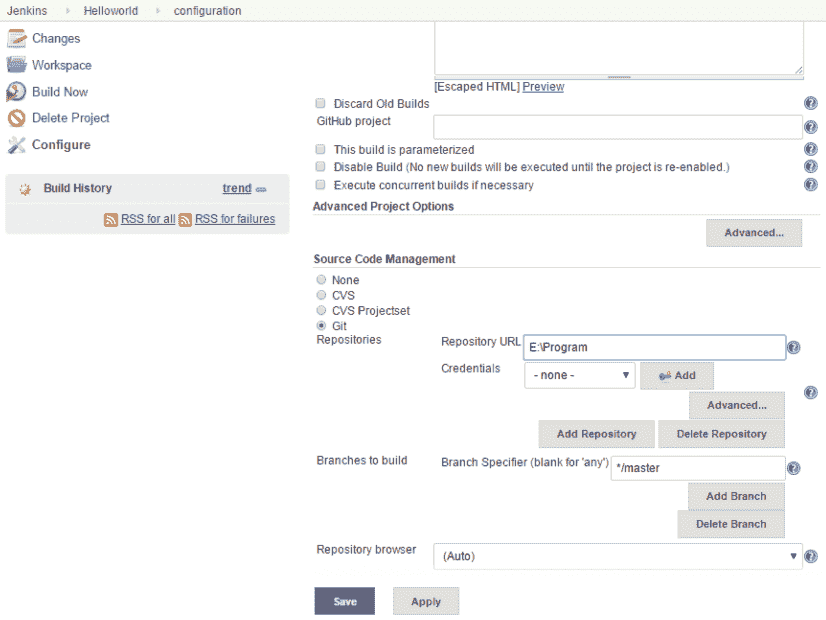 Jenkins Helloworld configuration
Changes
Workspace
Build Now
Delete Project
Configure
Build History trend
RSS for all RSS for failures
[Escaped HTML] Preview
Discard Old Builds
GitHub project
This build is parameterized
Disable Build (No new builds will be executed until the project is re-enabled.)
Execute concurrent builds if necessary
Advanced Project Options
Advanced...
Source Code Management
None
CVS
CVS Projectset
Git
Repositories
Repository URL E:\Program
Credentials - none - Add
Advanced...
Add Repository Delete Repository
Branches to build Branch Specifier (blank for 'any') */master
Add Branch
Delete Branch
Repository browser (Auto)
Save Apply